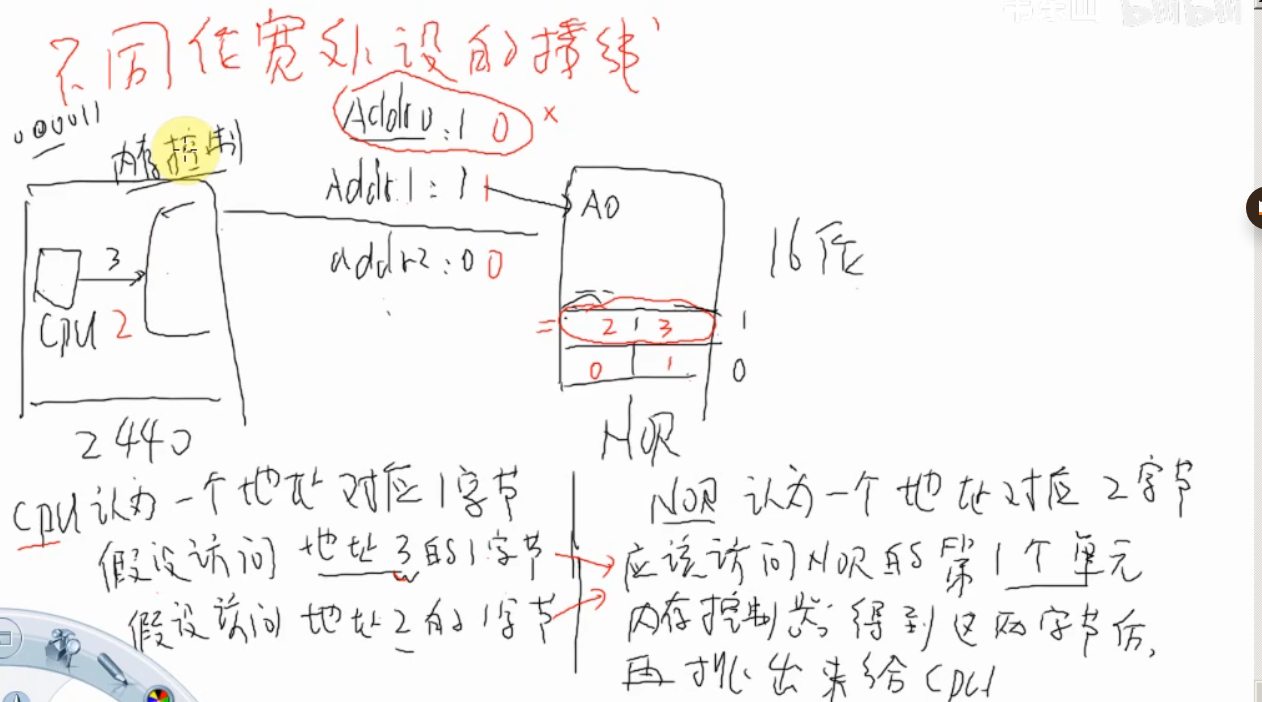 不同位宽外设的接线
000011
内存控制
Addr0 : 1 0 ×
Addr1 : 1 1
addr2 : 0 0
A0
16位
3
CPU 2
= 2 3 1
0 1 0
2440
NOR
CPU认为一个地址对应1字节
假设访问 地址3的1字节
假设访问 地址2的1字节
NOR 认为一个地址对应2字节
应该访问NOR的第1个单元
内存控制器得到这两字节后,
再挑出来给CPU